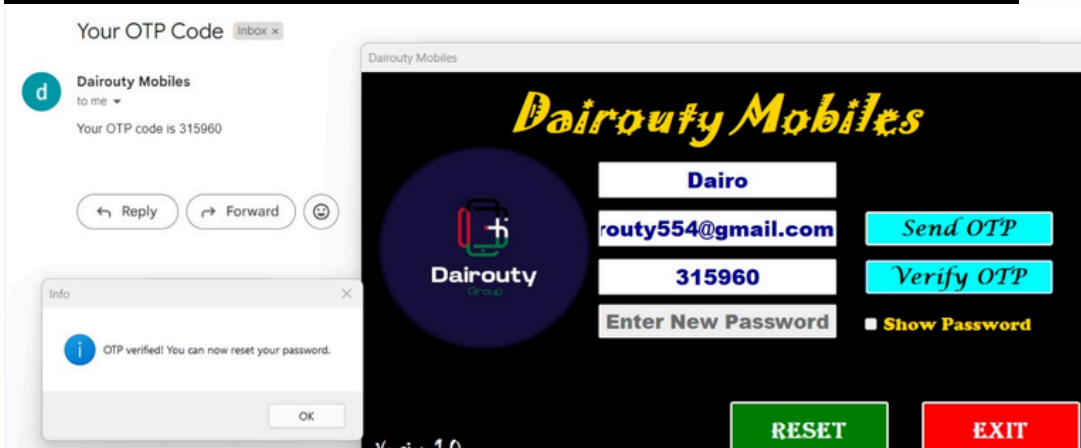 Your OTP Code Inbox ×
Dairouty Mobiles
to me
Your OTP code is 315960
Reply Forward
Info
OTP verified! You can now reset your password.
OK
Dairouty Mobiles
Dairouty Mobiles
Dairo
routy554@gmail.com Send OTP
315960 Verify OTP
Enter New Password Show Password
Dairouty
Group
RESET EXIT
1.0